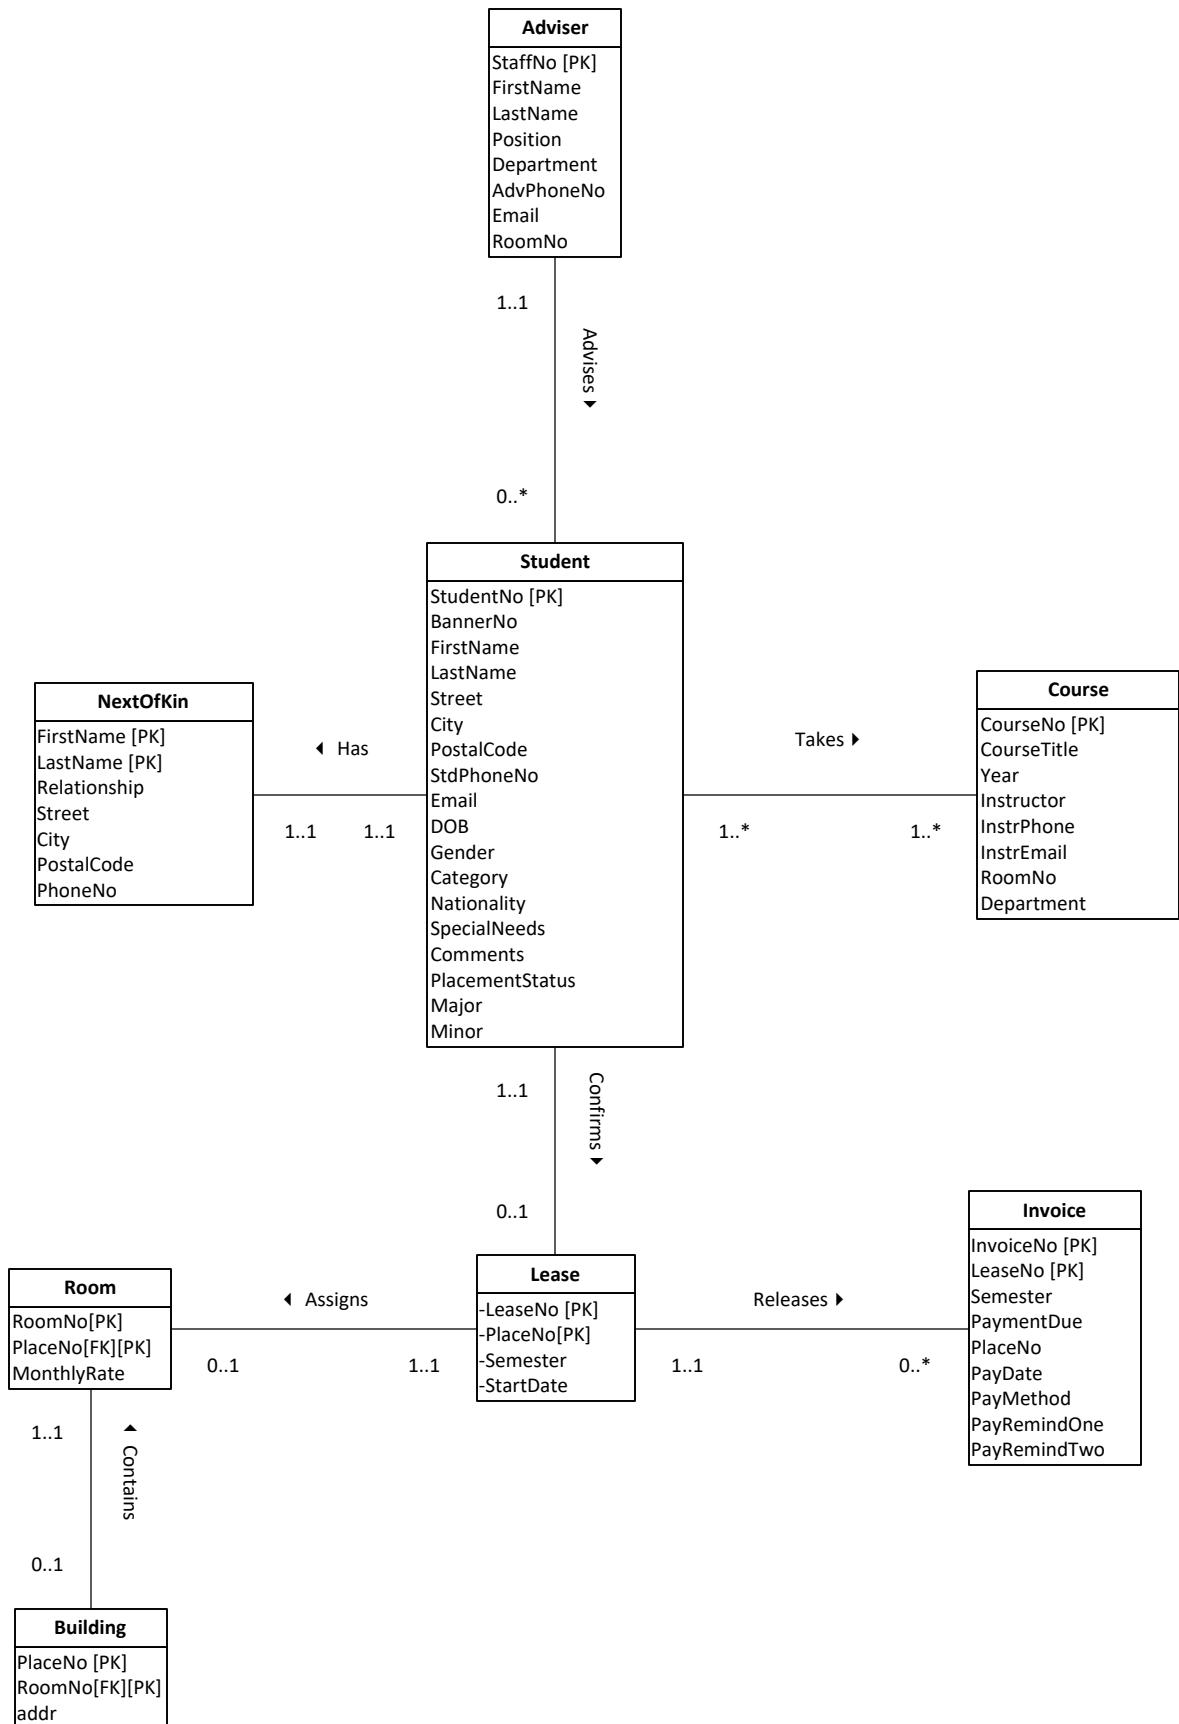 Adviser
StaffNo [PK]
FirstName
LastName
Position
Department
AdvPhoneNo
Email
RoomNo
1..1
Advises
0..*
Student
StudentNo [PK]
BannerNo
FirstName
LastName
Street
City
PostalCode
StdPhoneNo
Email
DOB
Gender
Category
Nationality
SpecialNeeds
Comments
PlacementStatus
Major
Minor
NextOfKin
FirstName [PK]
LastName [PK]
Relationship
Street
City
PostalCode
PhoneNo
Has
1..1 1..1
Takes
1..* 1..*
Course
CourseNo [PK]
CourseTitle
Year
Instructor
InstrPhone
InstrEmail
RoomNo
Department
1..1
Confirms
0..1
Lease
-LeaseNo [PK]
-PlaceNo[PK]
-Semester
-StartDate
Assigns
0..1 1..1
Releases
1..1 0..*
Invoice
InvoiceNo [PK]
LeaseNo [PK]
Semester
PaymentDue
PlaceNo
PayDate
PayMethod
PayRemindOne
PayRemindTwo
Room
RoomNo[PK]
PlaceNo[FK][PK]
MonthlyRate
1..1
Contains
0..1
Building
PlaceNo [PK]
RoomNo[FK][PK]
addr